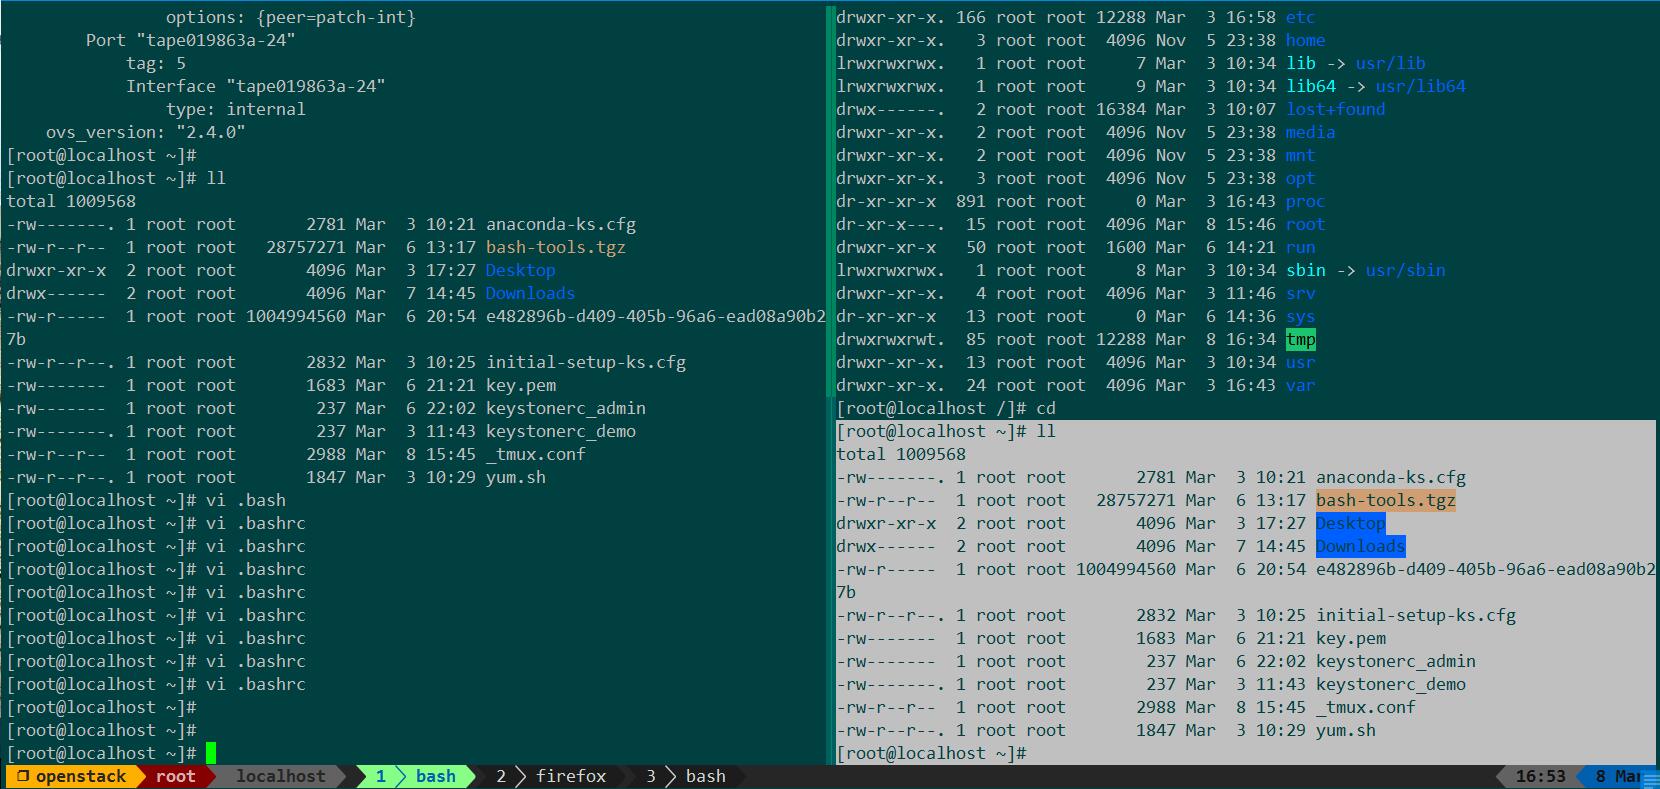 options: {peer=patch-int}
Port "tape019863a-24"
tag: 5
Interface "tape019863a-24"
type: internal
ovs_version: "2.4.0"
[root@localhost ~]#
[root@localhost ~]# ll
total 1009568
-rw-------. 1 root root 2781 Mar 3 10:21 anaconda-ks.cfg
-rw-r--r-- 1 root root 28757271 Mar 6 13:17 bash-tools.tgz
drwxr-xr-x 2 root root 4096 Mar 3 17:27 Desktop
drwx------ 2 root root 4096 Mar 7 14:45 Downloads
-rw-r----- 1 root root 1004994560 Mar 6 20:54 e482896b-d409-405b-96a6-ead08a90b2
7b
-rw-r--r--. 1 root root 2832 Mar 3 10:25 initial-setup-ks.cfg
-rw------- 1 root root 1683 Mar 6 21:21 key.pem
-rw------- 1 root root 237 Mar 6 22:02 keystonerc_admin
-rw-------. 1 root root 237 Mar 3 11:43 keystonerc_demo
-rw-r--r-- 1 root root 2988 Mar 8 15:45 _tmux.conf
-rw-r--r-- 1 root root 1847 Mar 3 10:29 yum.sh
[root@localhost ~]# vi .bash
[root@localhost ~]# vi .bashrc
[root@localhost ~]# vi .bashrc
[root@localhost ~]# vi .bashrc
[root@localhost ~]# vi .bashrc
[root@localhost ~]# vi .bashrc
[root@localhost ~]# vi .bashrc
[root@localhost ~]# vi .bashrc
[root@localhost ~]#
[root@localhost ~]#
[root@localhost ~]#
drwxr-xr-x. 166 root root 12288 Mar 3 16:58 etc
drwxr-xr-x. 3 root root 4096 Nov 5 23:38 home
lrwxrwxrwx. 1 root root 7 Mar 3 10:34 lib -> usr/lib
lrwxrwxrwx. 1 root root 9 Mar 3 10:34 lib64 -> usr/lib64
drwx------. 2 root root 16384 Mar 3 10:07 lost+found
drwxr-xr-x. 2 root root 4096 Nov 5 23:38 media
drwxr-xr-x. 2 root root 4096 Nov 5 23:38 mnt
drwxr-xr-x. 3 root root 4096 Nov 5 23:38 opt
dr-xr-xr-x 891 root root 0 Mar 3 16:43 proc
dr-xr-x---. 15 root root 4096 Mar 8 15:46 root
drwxr-xr-x 50 root root 1600 Mar 6 14:21 run
lrwxrwxrwx. 1 root root 8 Mar 3 10:34 sbin -> usr/sbin
drwxr-xr-x. 4 root root 4096 Mar 3 11:46 srv
dr-xr-xr-x 13 root root 0 Mar 6 14:36 sys
drwxrwxrwt. 85 root root 12288 Mar 8 16:34 tmp
drwxr-xr-x. 13 root root 4096 Mar 3 10:34 usr
drwxr-xr-x. 24 root root 4096 Mar 3 16:43 var
[root@localhost /]# cd
[root@localhost ~]# ll
total 1009568
-rw-------. 1 root root 2781 Mar 3 10:21 anaconda-ks.cfg
-rw-r--r-- 1 root root 28757271 Mar 6 13:17 bash-tools.tgz
drwxr-xr-x 2 root root 4096 Mar 3 17:27 Desktop
drwx------ 2 root root 4096 Mar 7 14:45 Downloads
-rw-r----- 1 root root 1004994560 Mar 6 20:54 e482896b-d409-405b-96a6-ead08a90b2
7b
-rw-r--r--. 1 root root 2832 Mar 3 10:25 initial-setup-ks.cfg
-rw------- 1 root root 1683 Mar 6 21:21 key.pem
-rw------- 1 root root 237 Mar 6 22:02 keystonerc_admin
-rw-------. 1 root root 237 Mar 3 11:43 keystonerc_demo
-rw-r--r-- 1 root root 2988 Mar 8 15:45 _tmux.conf
-rw-r--r-- 1 root root 1847 Mar 3 10:29 yum.sh
[root@localhost ~]#
openstack root localhost 1 bash 2 firefox 3 bash 16:53 8 Mar